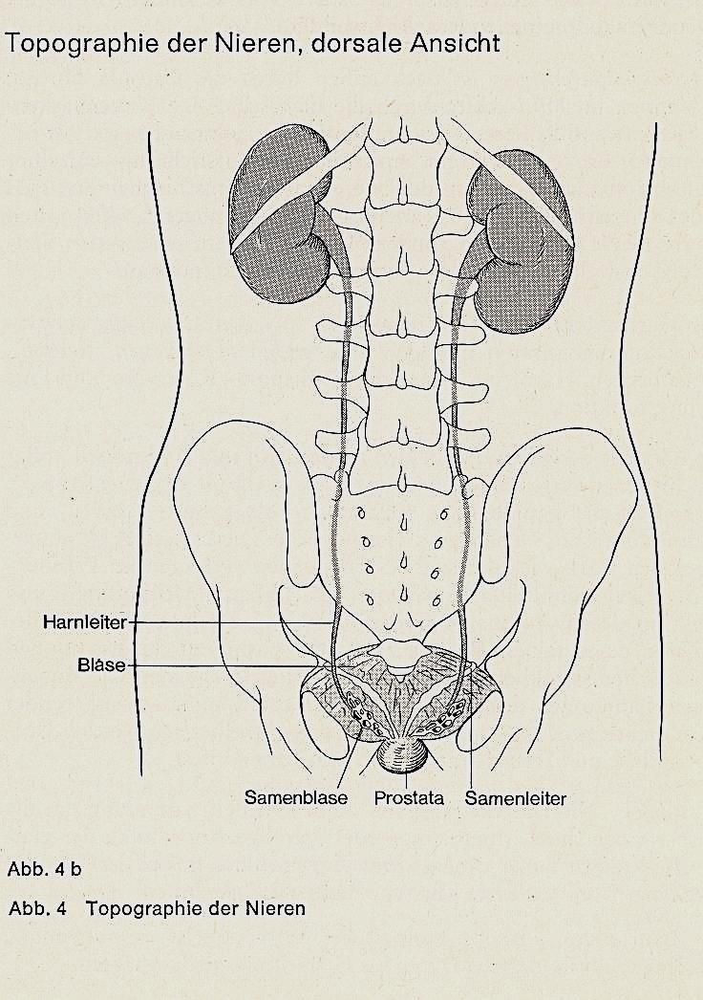 Topographie der Nieren, dorsale Ansicht
Harnleiter
Blase
Samenblase Prostata Samenleiter
Abb. 4 b
Abb. 4 Topographie der Nieren